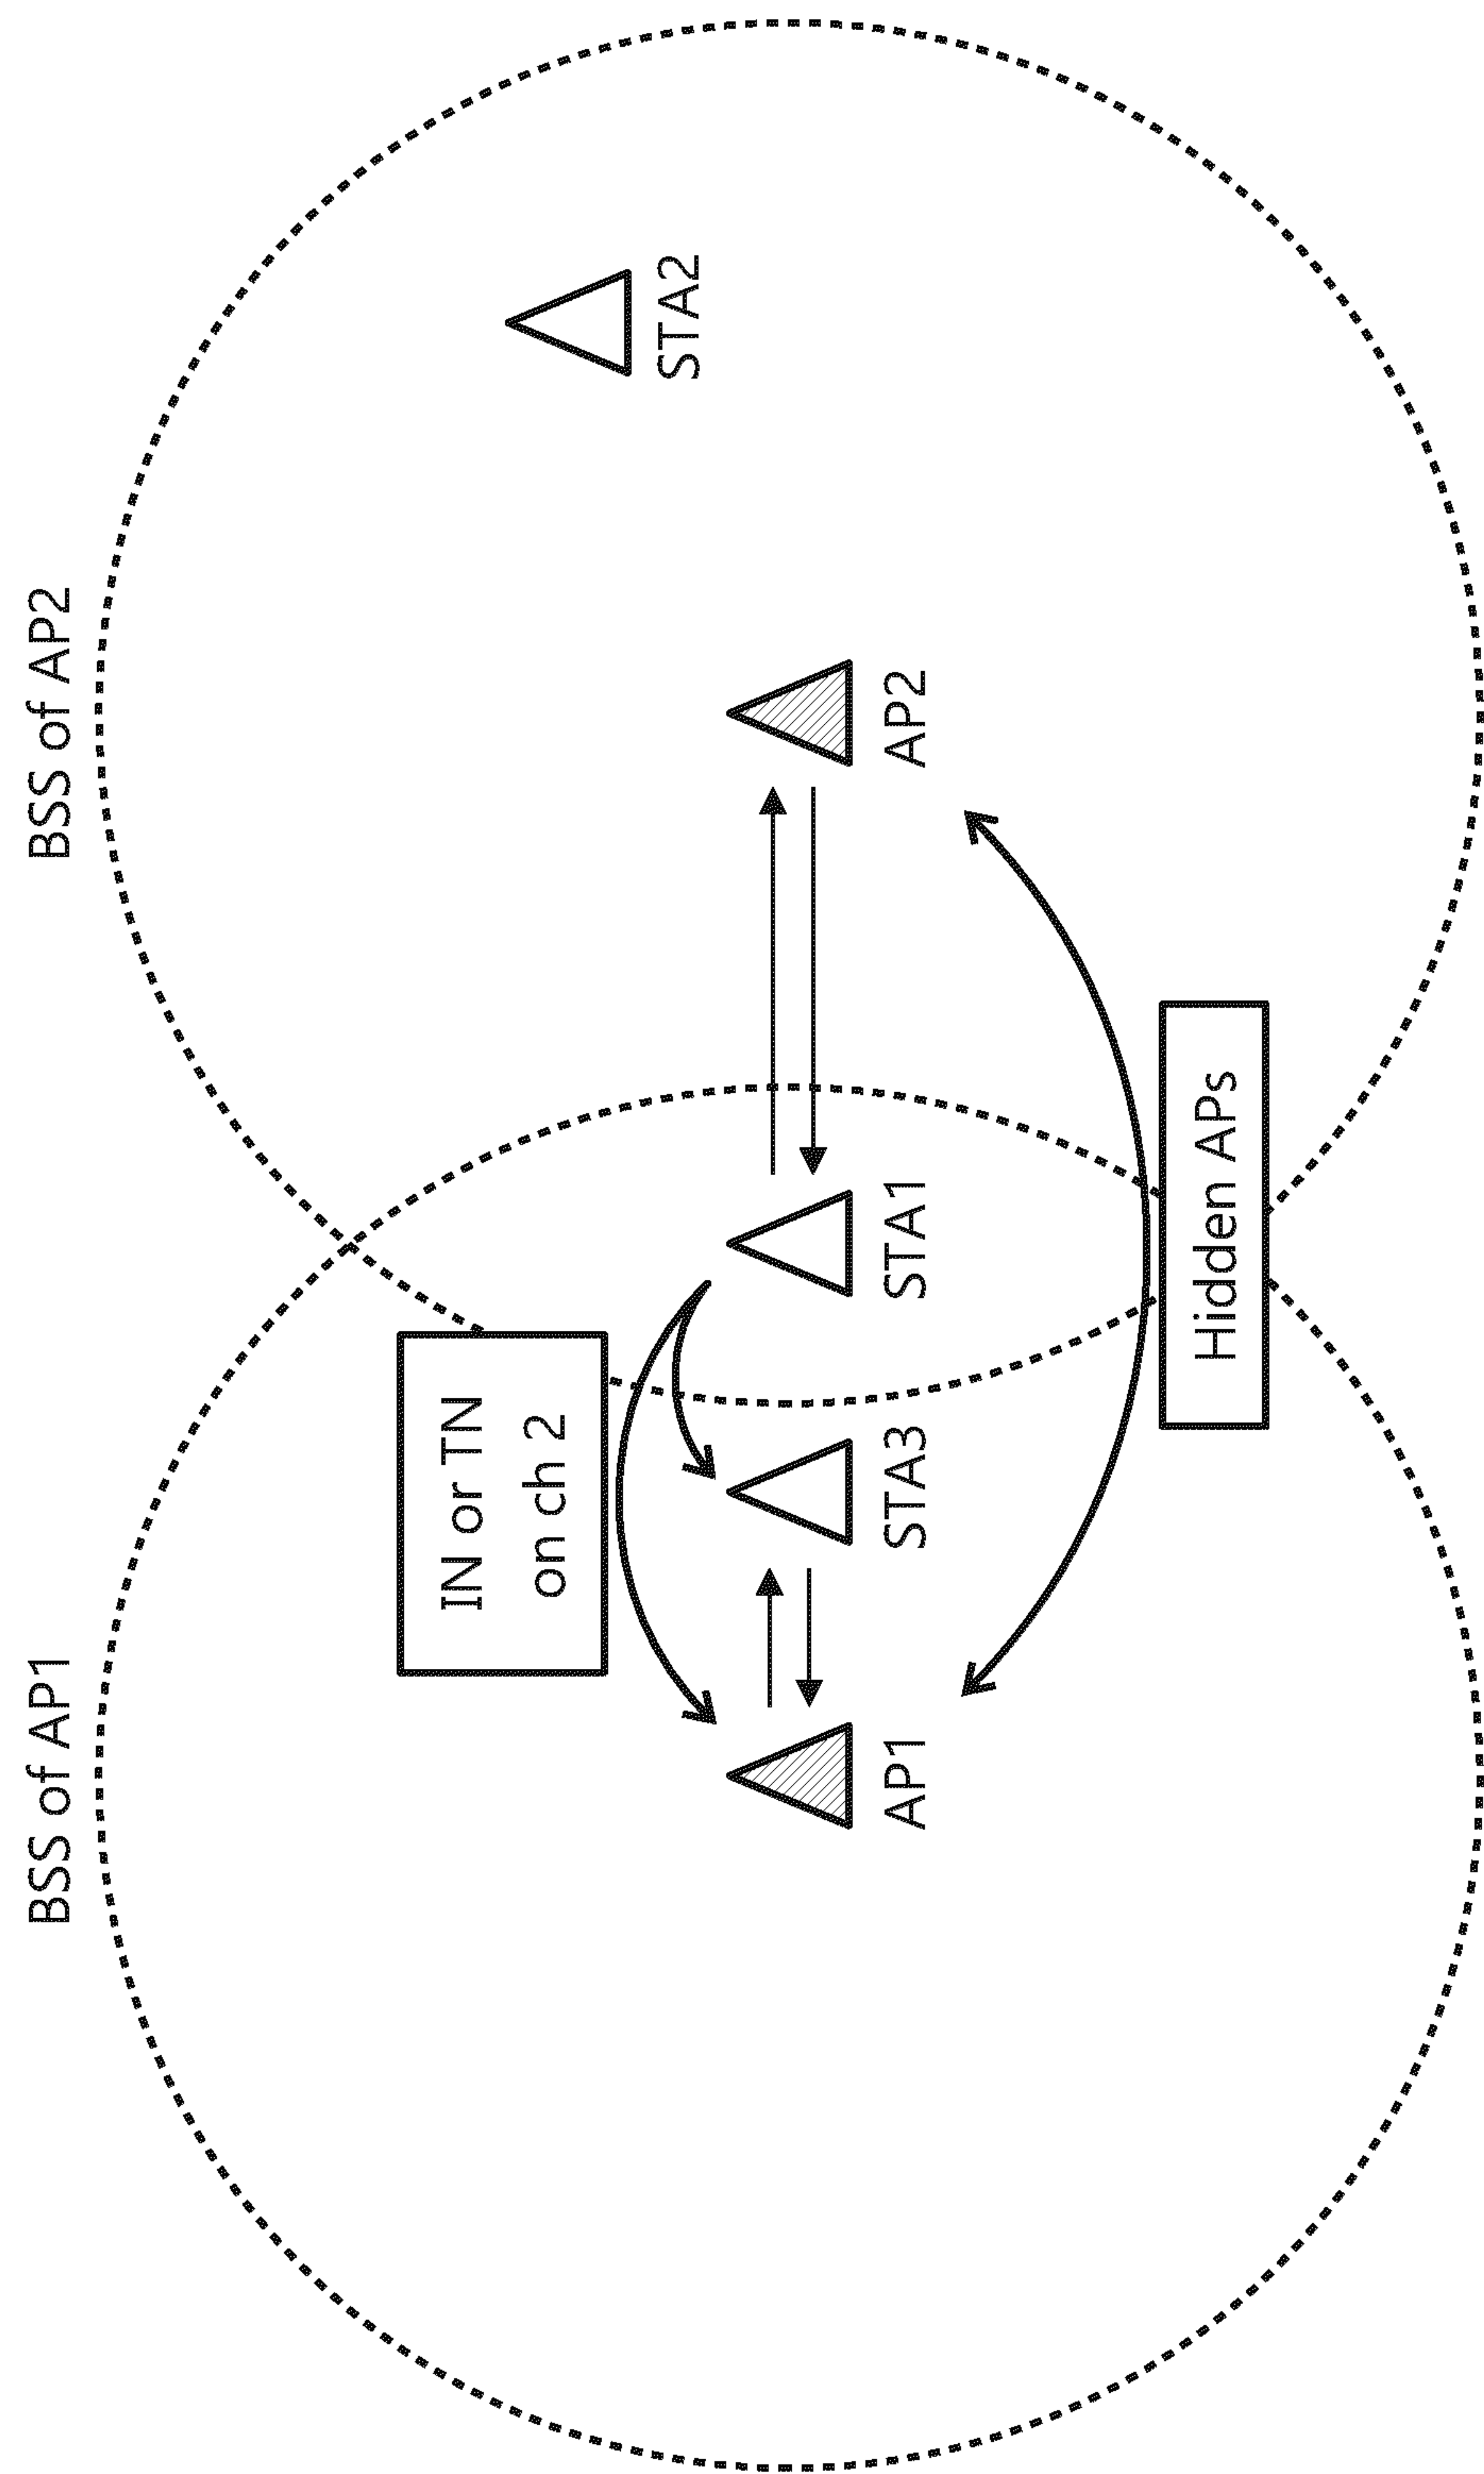 BSS of AP1
BSS of AP2
IN or TN
on ch 2
STA2
AP1
STA3
STA1
AP2
Hidden APs